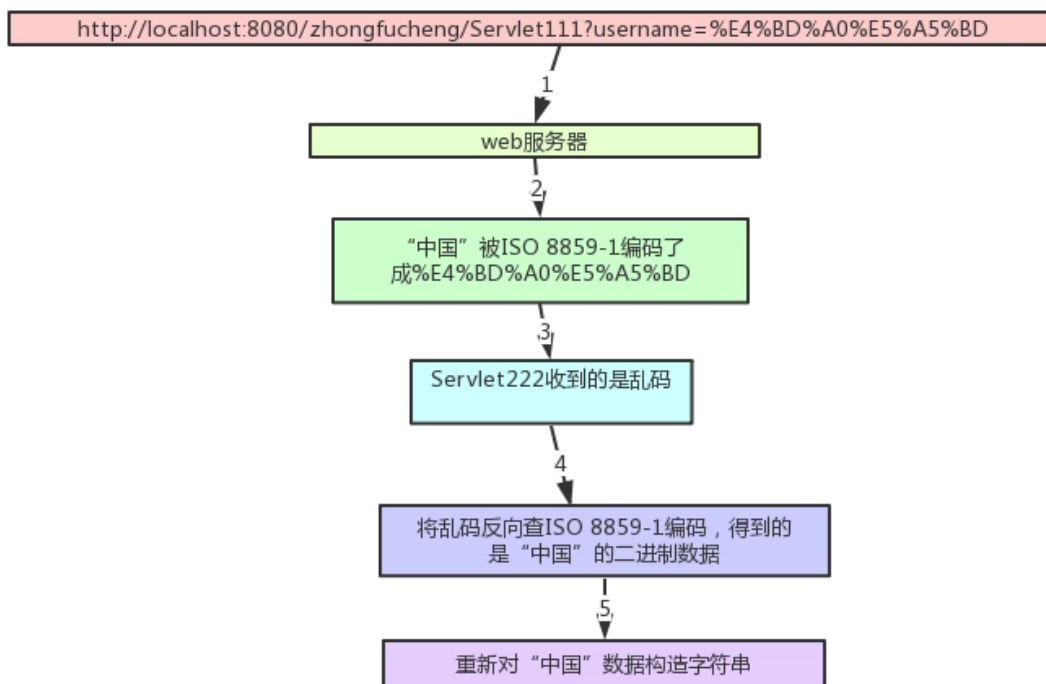 http://localhost:8080/zhongfucheng/Servlet111?username=%E4%BD%A0%E5%A5%BD
1
web服务器
2
“中国”被ISO 8859-1编码了
成%E4%BD%A0%E5%A5%BD
3
Servlet222收到的是乱码
4
将乱码反向查ISO 8859-1编码，得到的
是“中国”的二进制数据
5
重新对“中国”数据构造字符串